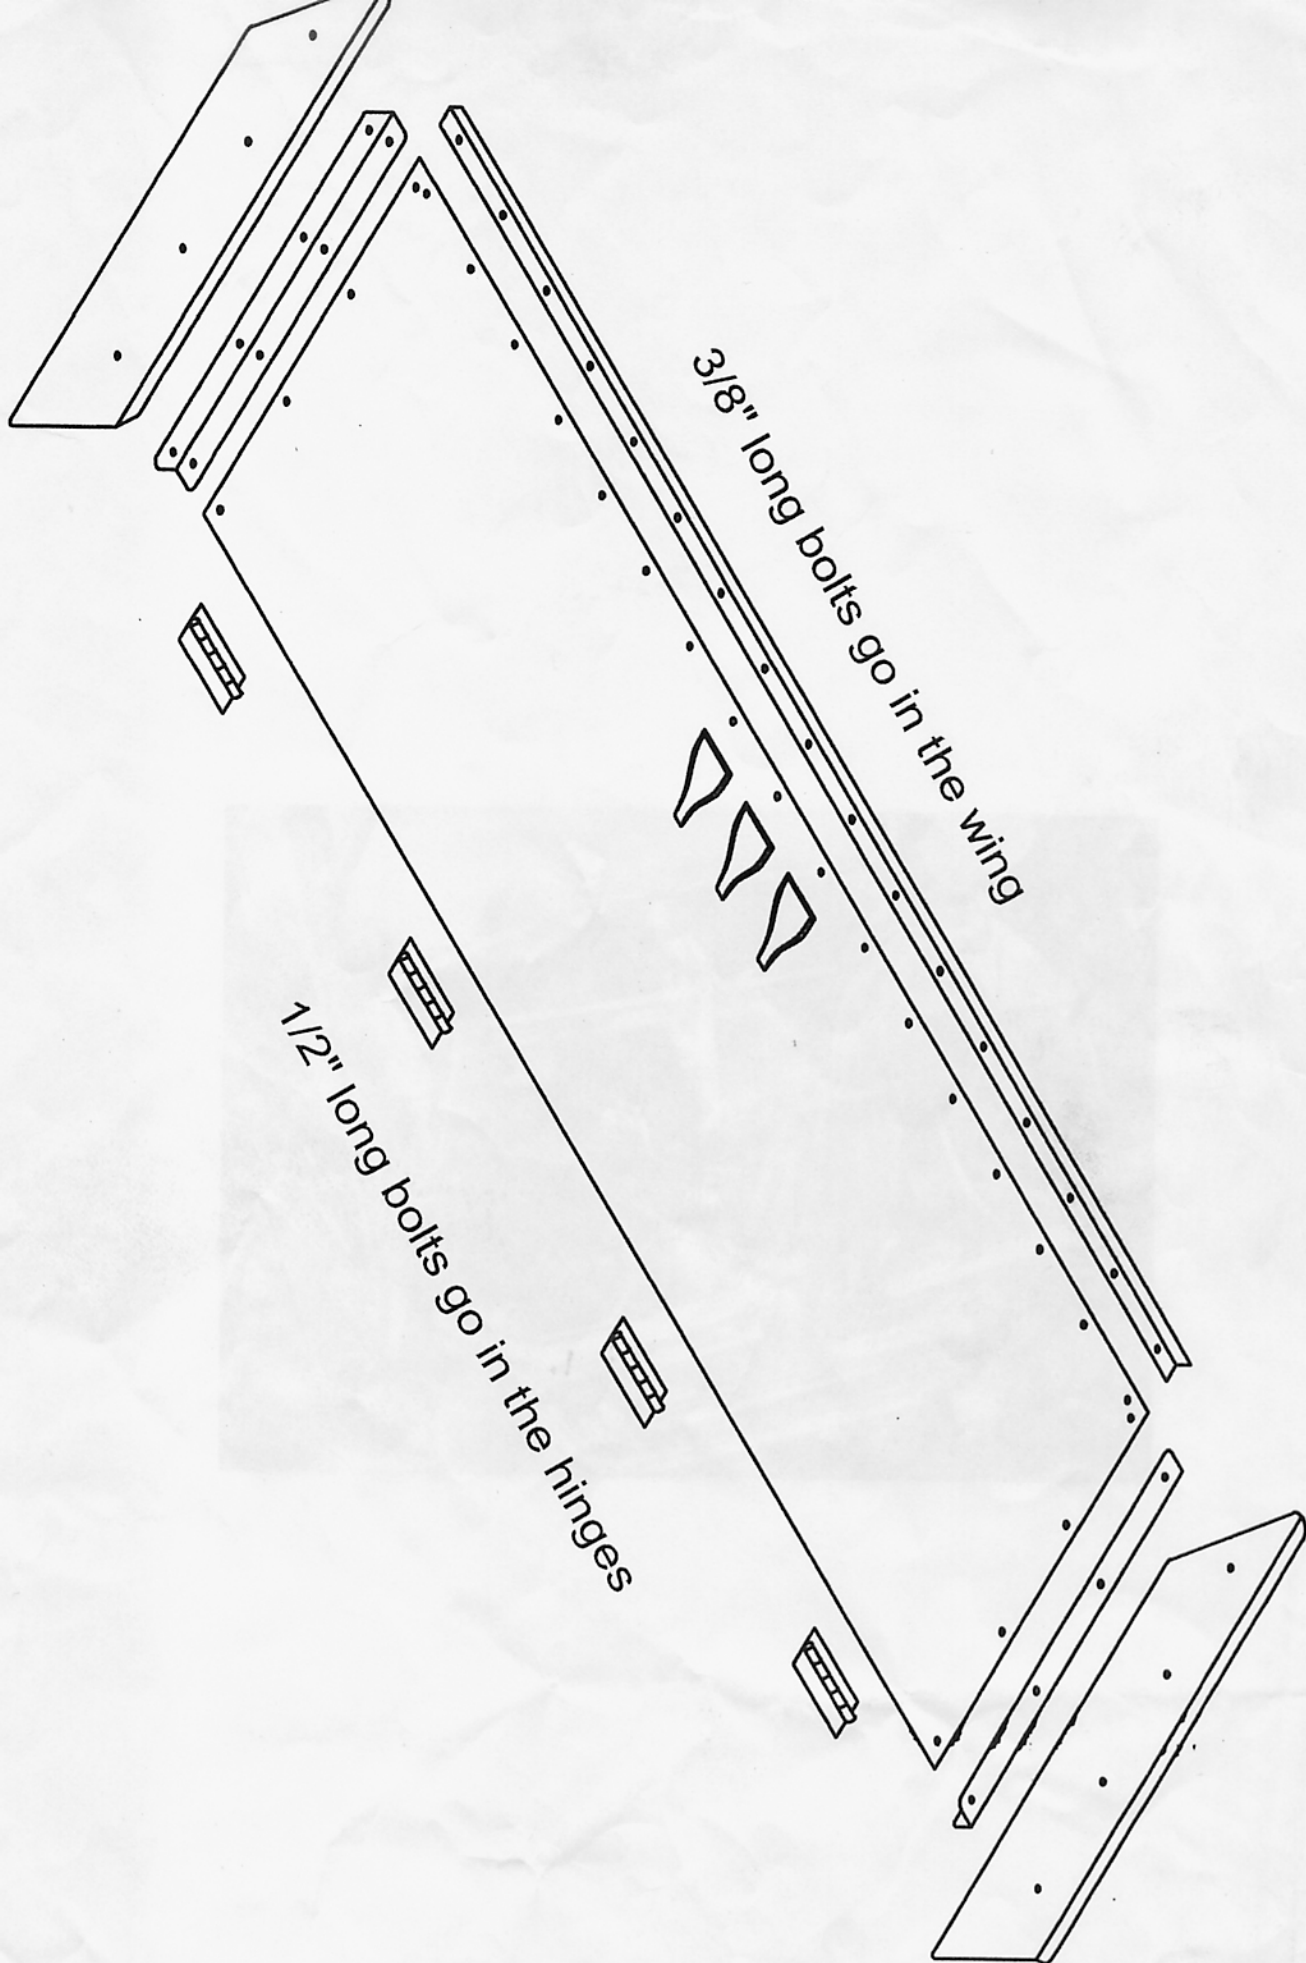 3/8" long bolts go in the wing
1/2" long bolts go in the hinges